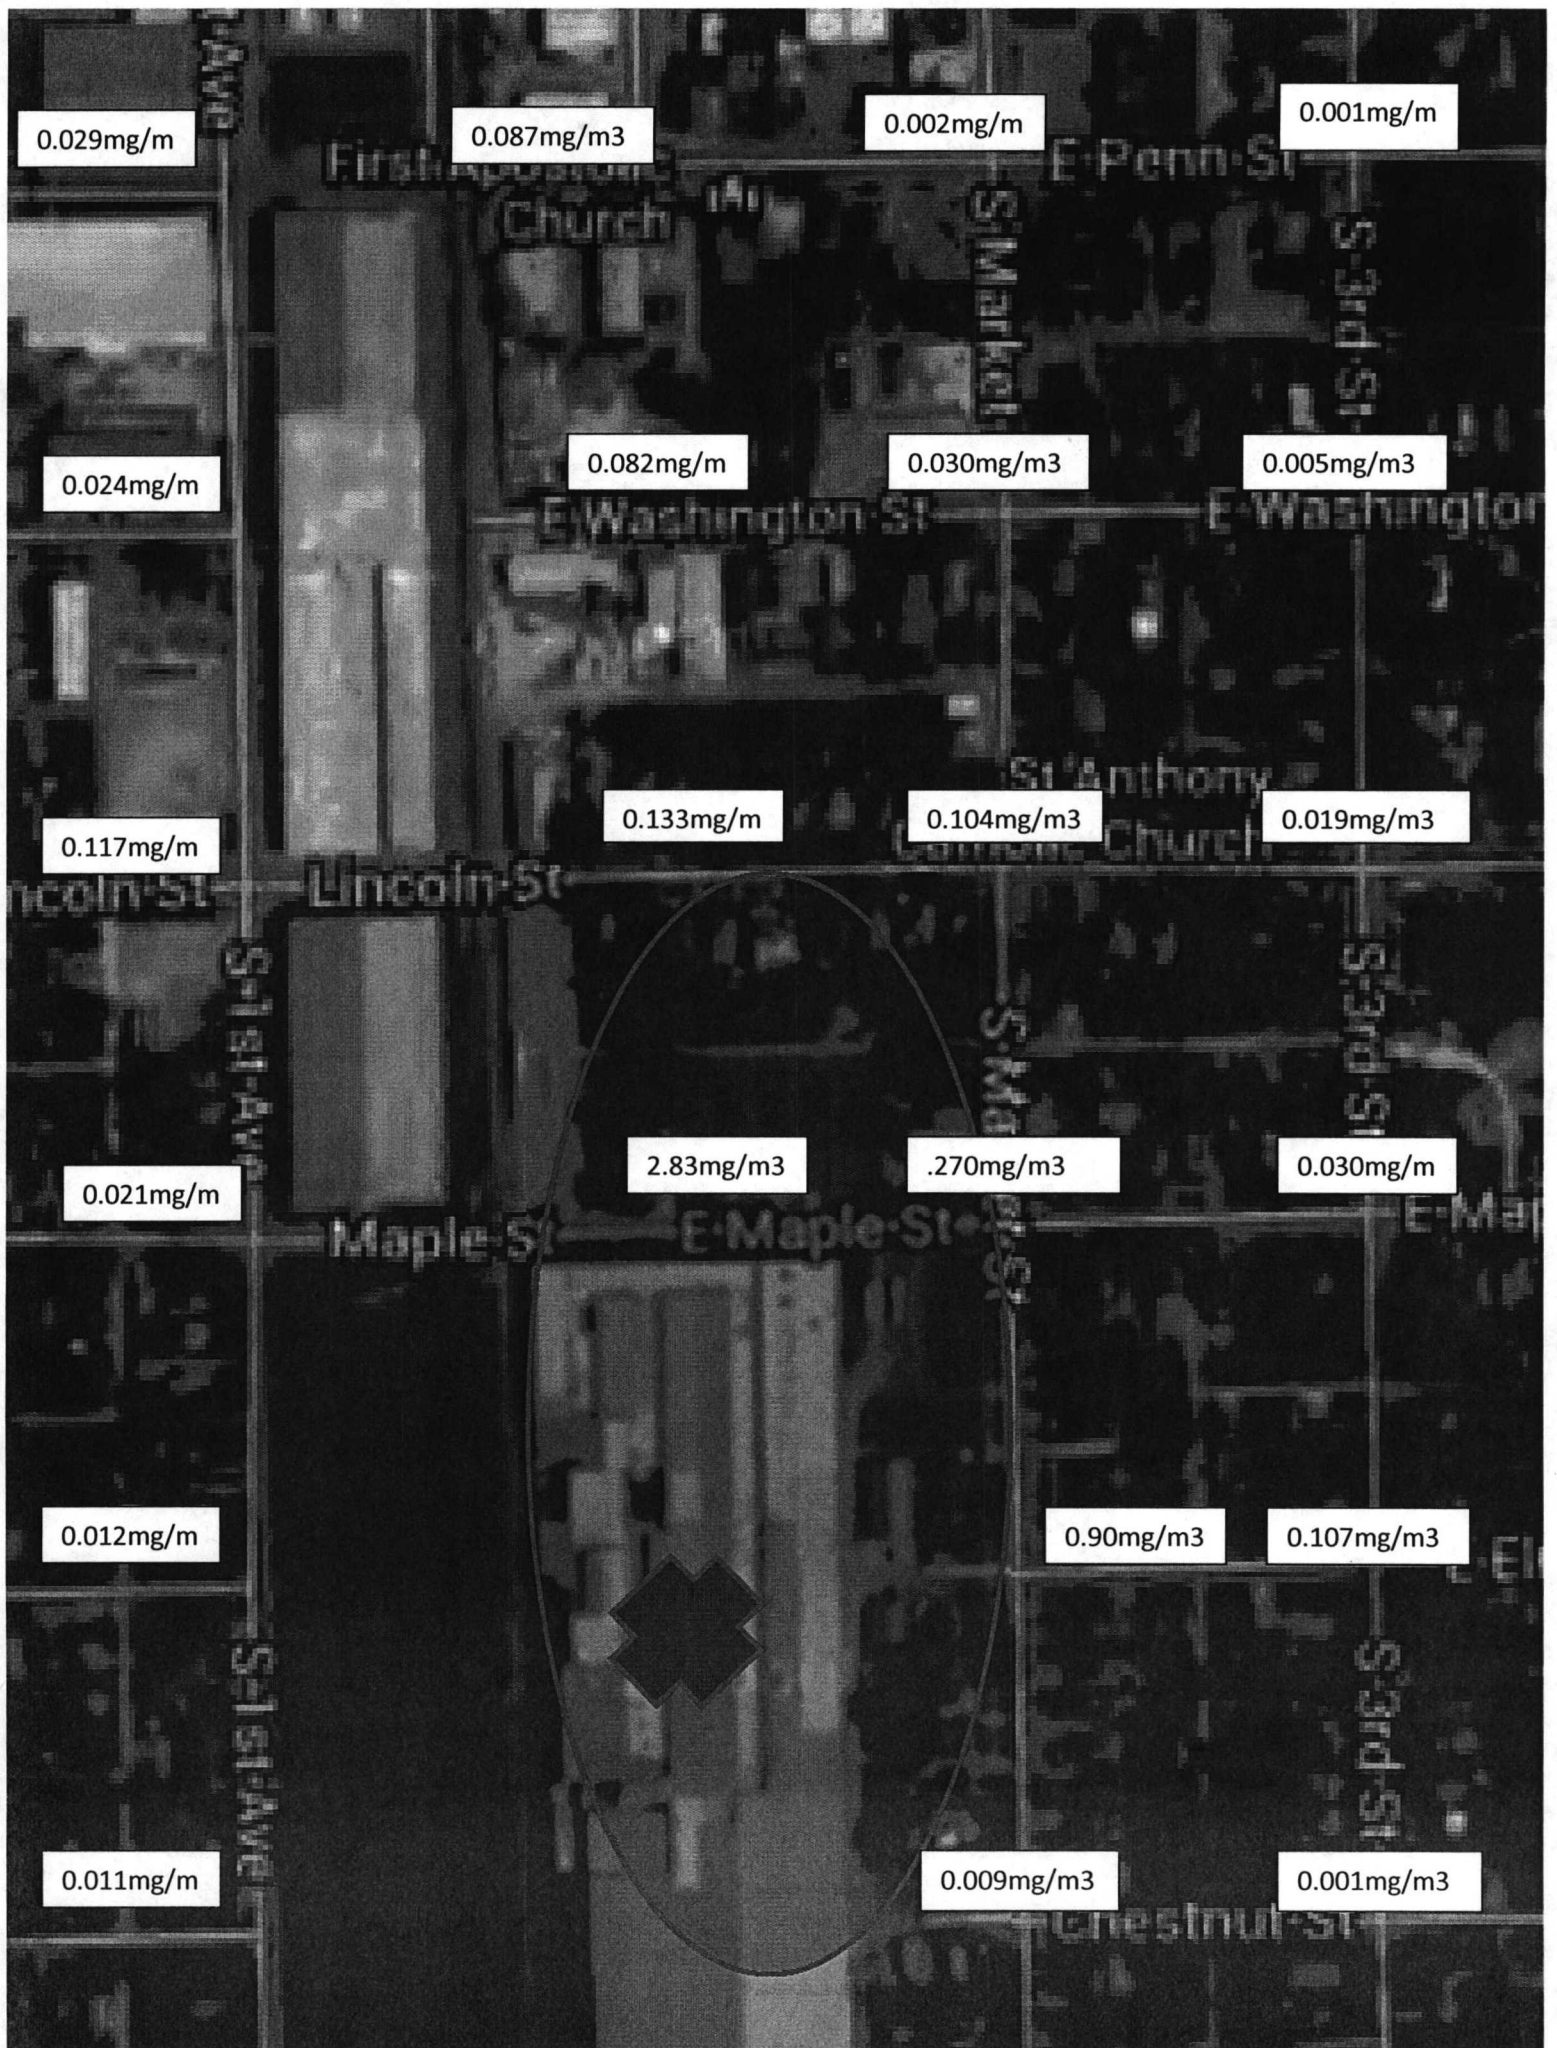 0.029mg/m
0.087mg/m3
0.002mg/m
0.001mg/m
First
E Penn St
Church
S Market
S 3rd St
0.024mg/m
0.082mg/m
0.030mg/m3
0.005mg/m3
E Washington St
E Washington
St Anthony
0.117mg/m
0.133mg/m
0.104mg/m3
0.019mg/m3
Church
ncoln St
Lincoln St
S 1st Ave
S 3rd St
0.021mg/m
2.83mg/m3
.270mg/m3
0.030mg/m
Maple St
E Maple St
E Map
0.012mg/m
0.90mg/m3
0.107mg/m3
S 1st Ave
S 3rd St
0.011mg/m
0.009mg/m3
0.001mg/m3
Chestnut St